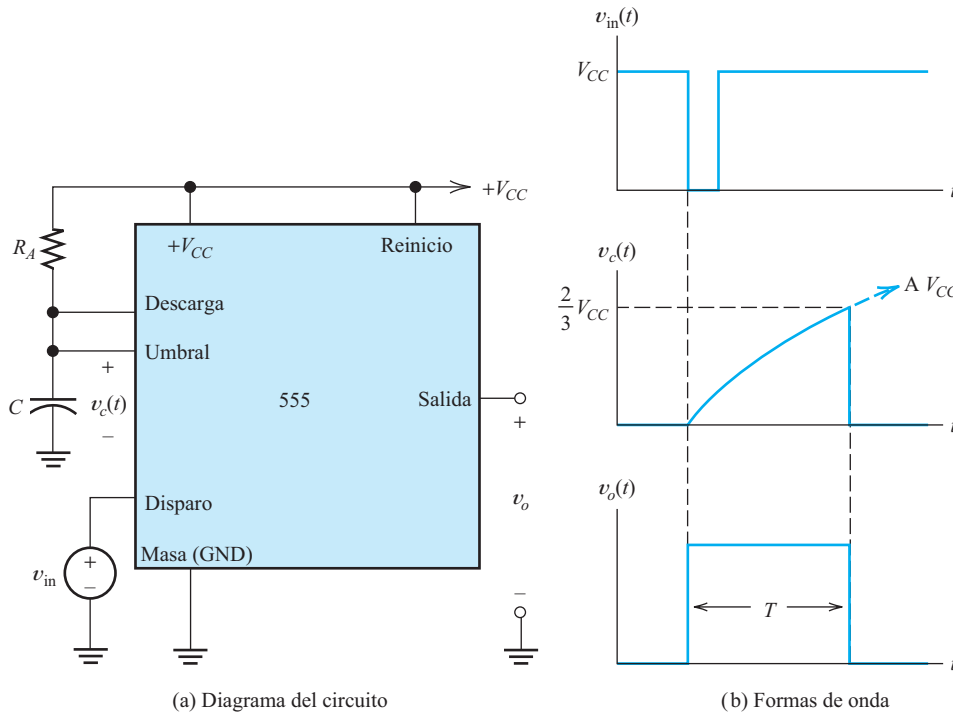 +V_CC
R_A
+V_CC
Reinicio
Descarga
Umbral
+
C
v_c(t)
–
555
Salida
+
Disparo
v_o
Masa (GND)
v_in
+
–
–
(a) Diagrama del circuito
v_in(t)
V_CC
t
v_c(t)
2/3 V_CC
A V_CC
t
v_o(t)
T
t
(b) Formas de onda